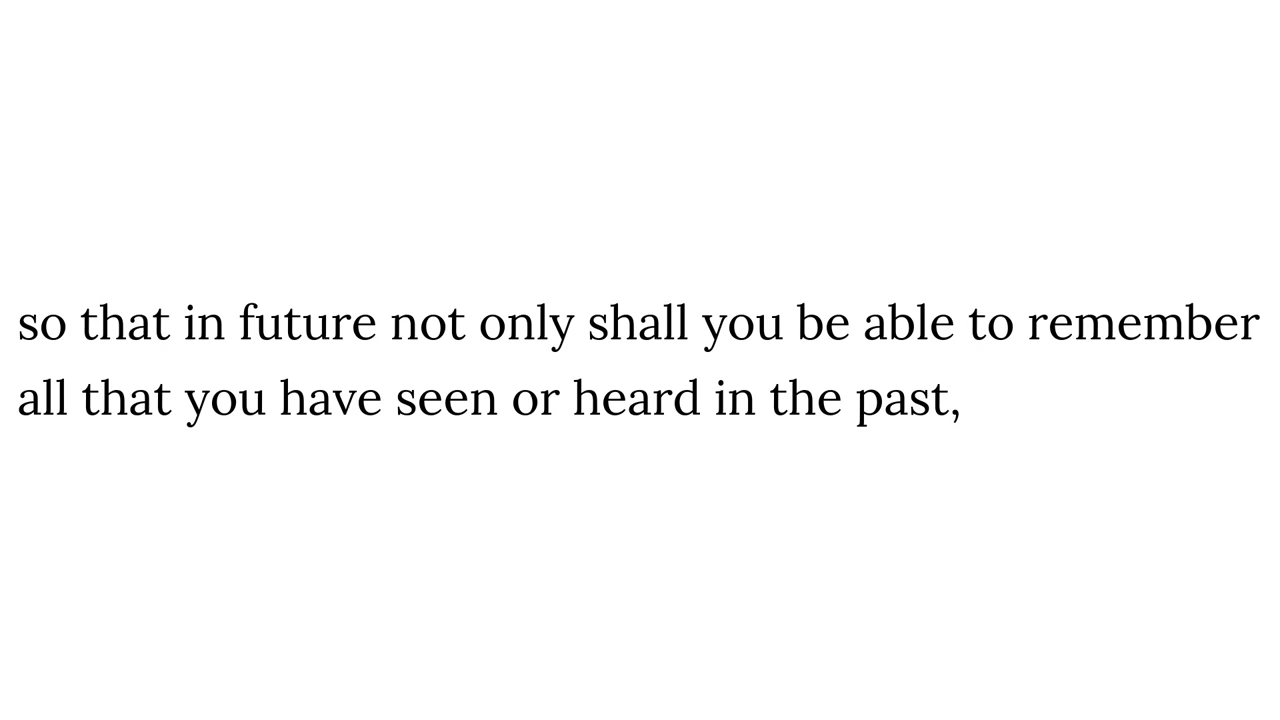 so that in future not only shall you be able to remember
all that you have seen or heard in the past,